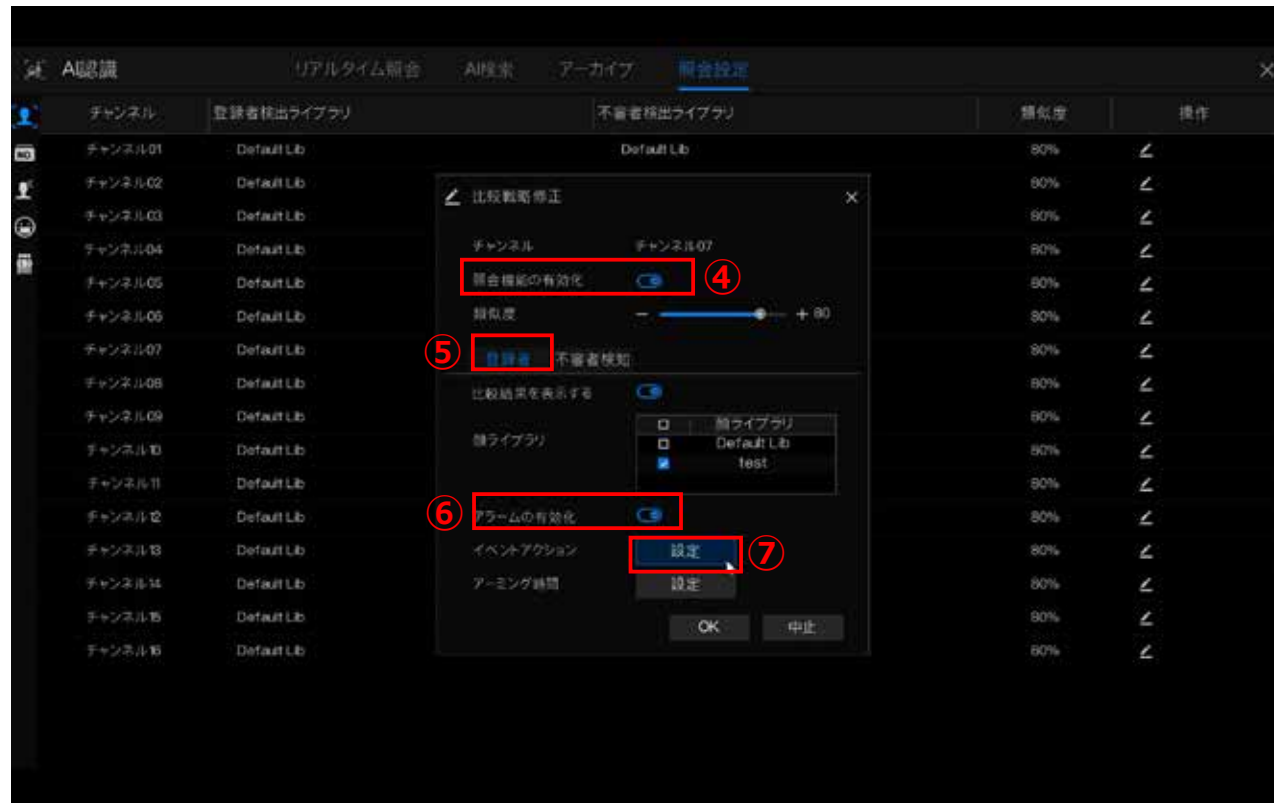 AI認識 リアルタイム照会 AI検索 アーカイブ 照会設定
チャンネル 登録者検出ライブラリ 不審者検出ライブラリ 類似度 操作
チャンネル01 Default Lib Default Lib 80%
チャンネル02 Default Lib 80%
チャンネル03 Default Lib 80%
チャンネル04 Default Lib 80%
チャンネル05 Default Lib 80%
チャンネル06 Default Lib 80%
チャンネル07 Default Lib 80%
チャンネル08 Default Lib 80%
チャンネル09 Default Lib 80%
チャンネル10 Default Lib 80%
チャンネル11 Default Lib 80%
チャンネル12 Default Lib 80%
チャンネル13 Default Lib 80%
チャンネル14 Default Lib 80%
チャンネル15 Default Lib 80%
チャンネル16 Default Lib 80%
比較戦略修正
チャンネル チャンネル07
照会機能の有効化 ④
類似度 − + 80
⑤ 登録者 不審者検知
比較結果を表示する
顔ライブラリ
顔ライブラリ
Default Lib
test
⑥ アラームの有効化
イベントアクション 設定 ⑦
アーミング時間 設定
OK 中止
NO